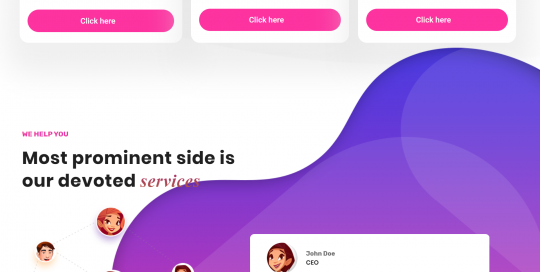 Click here
Click here
Click here
WE HELP YOU
Most prominent side is
our devoted services
John Doe
CEO